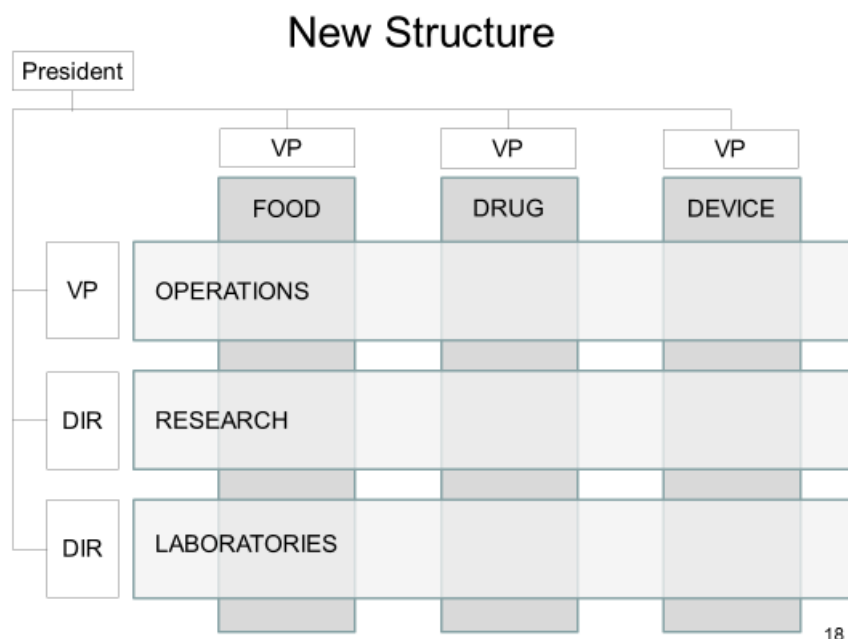 New Structure
President
VP
VP
VP
FOOD
DRUG
DEVICE
VP
OPERATIONS
DIR
RESEARCH
DIR
LABORATORIES
18